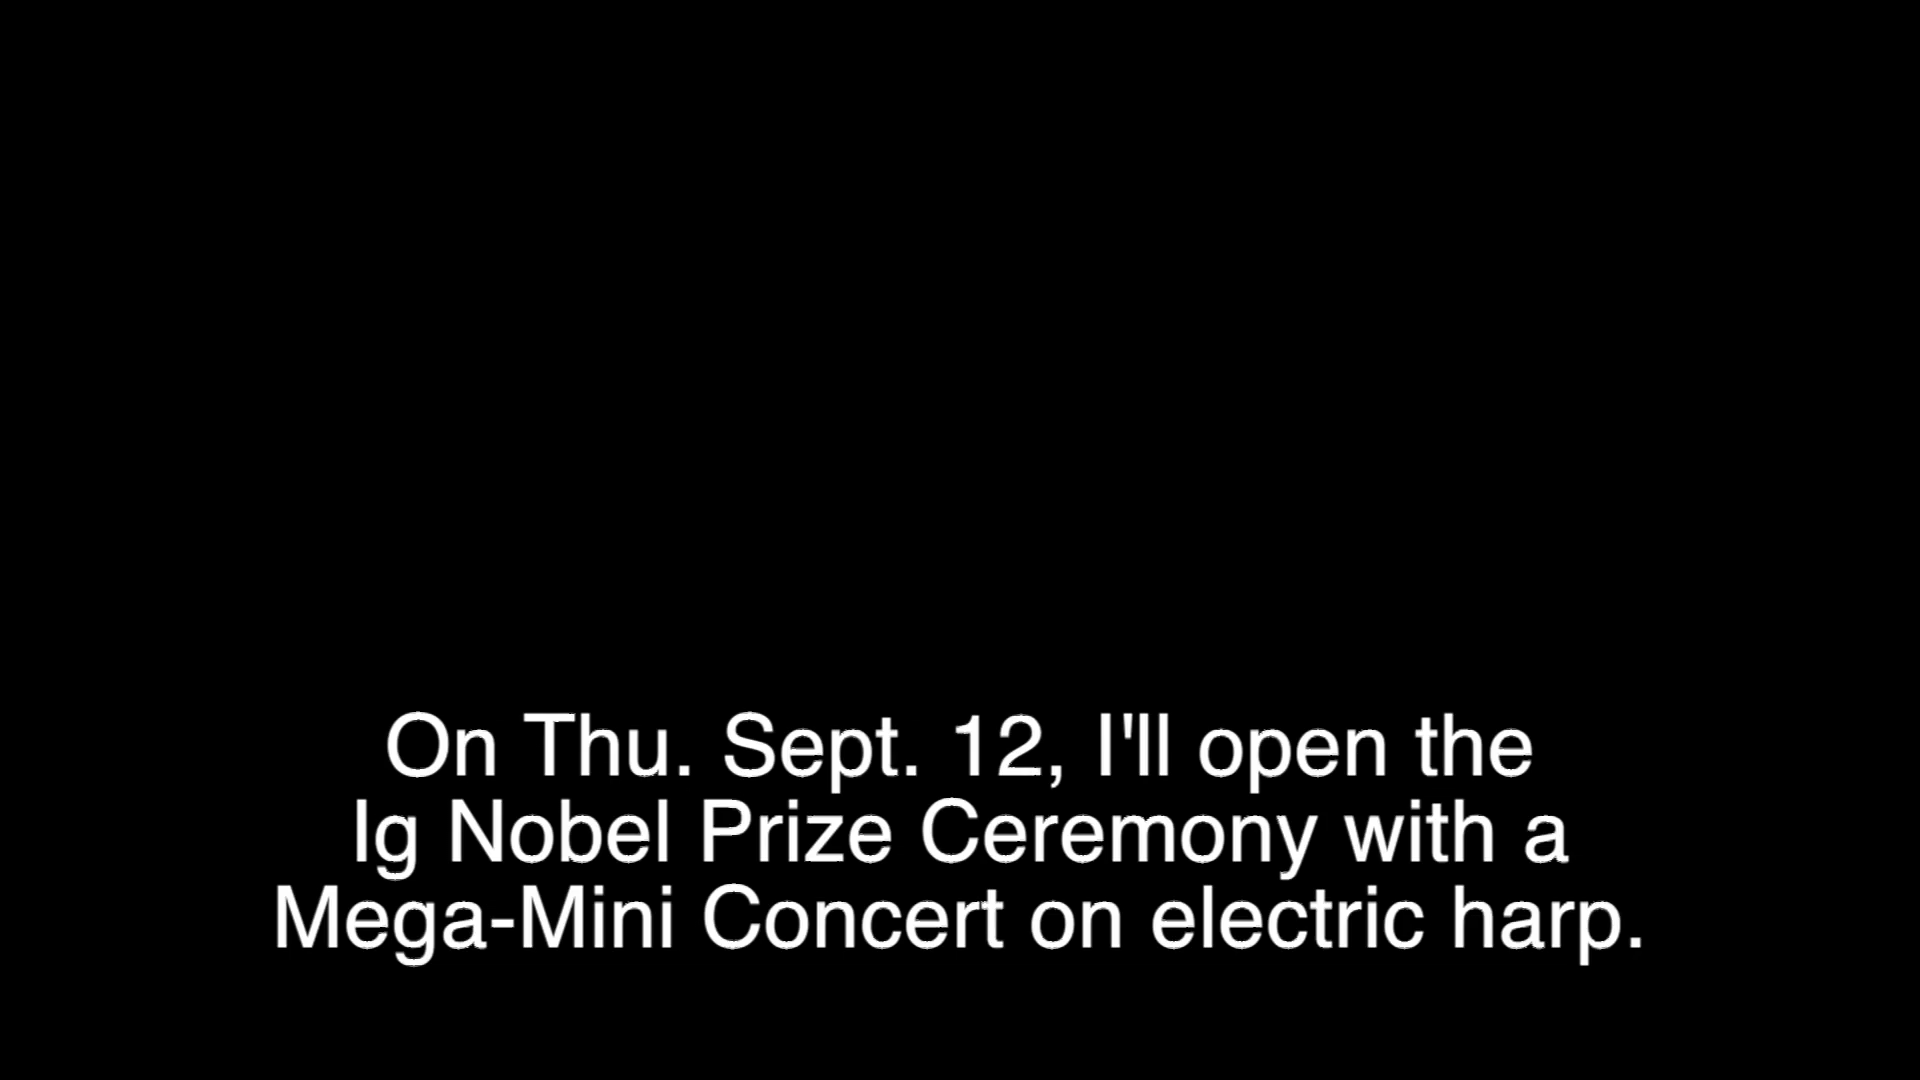 On Thu. Sept. 12, I'll open the
Ig Nobel Prize Ceremony with a
Mega-Mini Concert on electric harp.